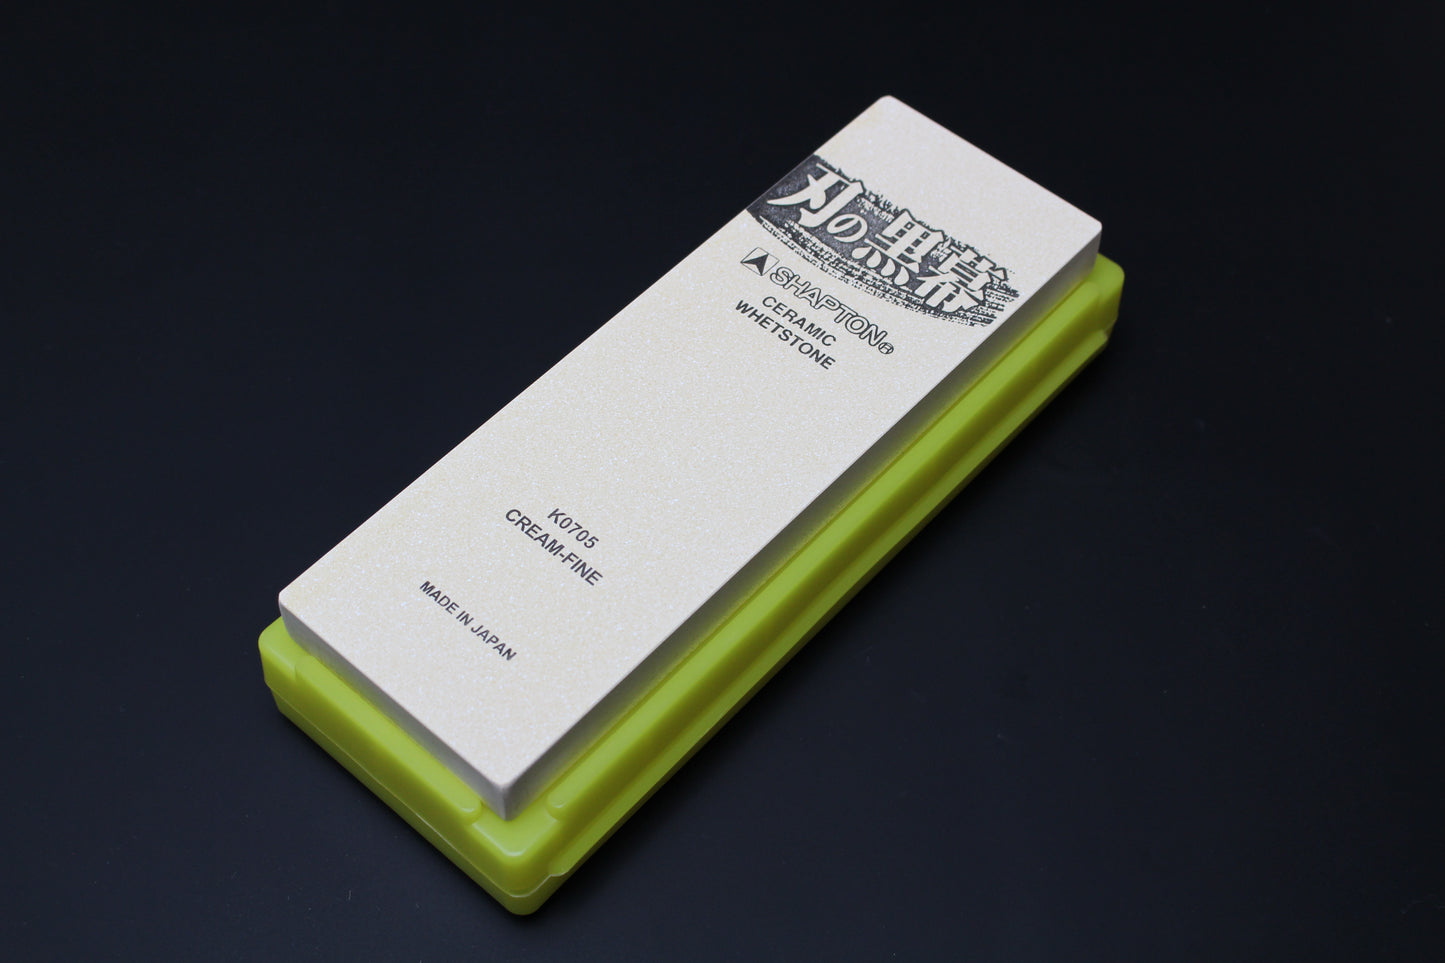 刃の黒幕
SHAPTON®
CERAMIC
WHETSTONE
K0705
CREAM-FINE
MADE IN JAPAN